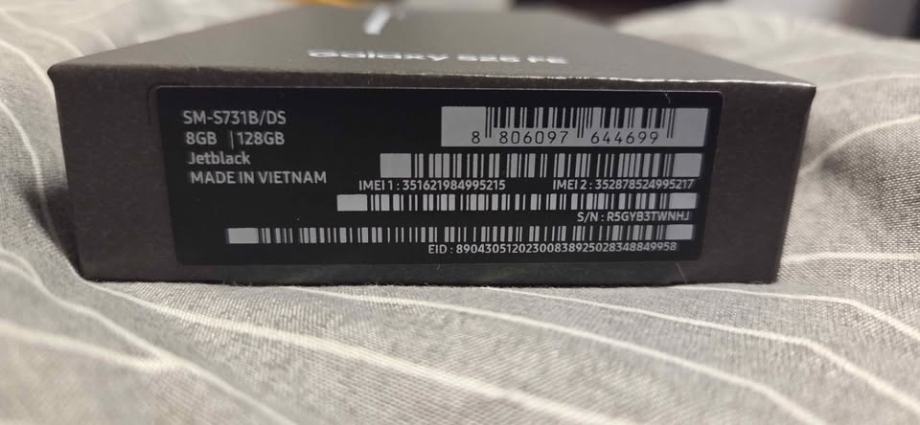 Galaxy S25 FE
SM-S731B/DS
8GB | 128GB
Jetblack
MADE IN VIETNAM
8 806097 644699
IMEI 1 : 351621984995215 IMEI 2 : 352878524995217
S/N : R5GYB3TWNHJ
EID : 89043051202300838925028348849958